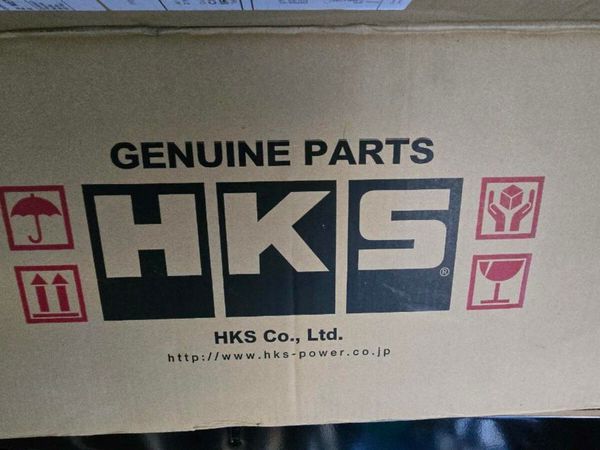 GENUINE PARTS
HKS
®
HKS Co., Ltd.
http://www.hks-power.co.jp